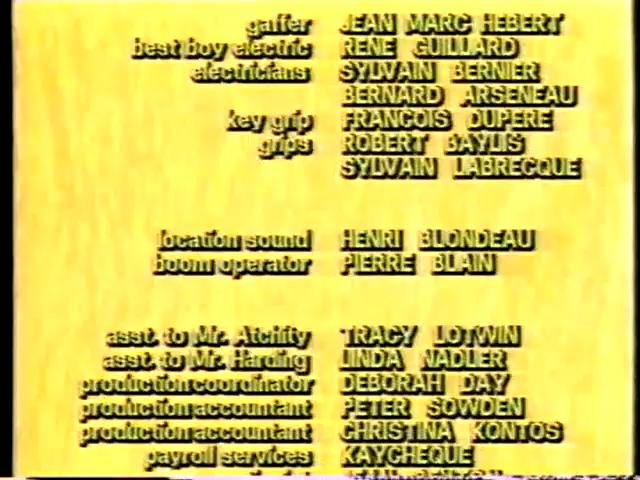 gaffer JEAN MARC HEBERT
best boy electric RENE GUILLARD
electricians SYLVAIN BERNIER
BERNARD ARSENEAU
key grip FRANCOIS DUPERE
grips ROBERT BAYLIS
SYLVAIN LABRECQUE
location sound HENRI BLONDEAU
boom operator PIERRE BLAIN
asst. to Mr. Atchity TRACY LOTWIN
asst. to Mr. Harding LINDA NADLER
production coordinator DEBORAH DAY
production accountant PETER SOWDEN
production accountant CHRISTINA KONTOS
payroll services KAYCHEQUE